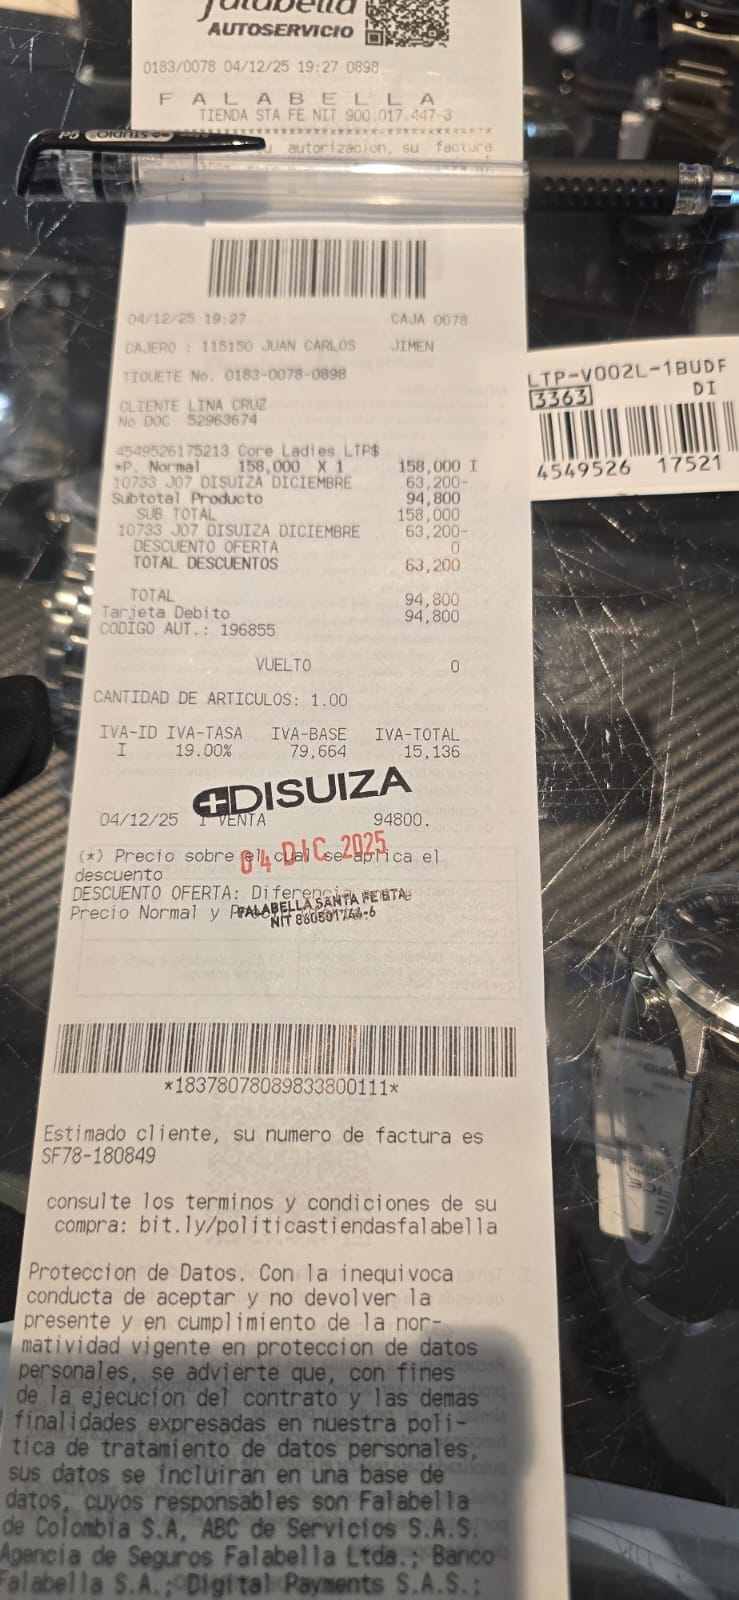 falabella
AUTOSERVICIO
0183/0078 04/12/25 19:27 0898
F A L A B E L L A
TIENDA STA FE NIT 900.017.447-3
autorizacion, su factura
STUDIO
04/12/25 19:27 CAJA 0078
CAJERO : 115150 JUAN CARLOS JIMEN
TIQUETE No. 0183-0078-0898
CLIENTE LINA CRUZ
No DOC 52963674
4549526175213 Core Ladies LTP$
*P. Normal 158,000 X 1 158,000 I
10733 J07 DISUIZA DICIEMBRE 63,200-
Subtotal Producto 94,800
SUB TOTAL 158,000
10733 J07 DISUIZA DICIEMBRE 63,200-
DESCUENTO OFERTA 0
TOTAL DESCUENTOS 63,200
TOTAL 94,800
Tarjeta Debito 94,800
CODIGO AUT.: 196855
VUELTO 0
CANTIDAD DE ARTICULOS: 1.00
IVA-ID IVA-TASA IVA-BASE IVA-TOTAL
I 19.00% 79,664 15,136
DISUIZA
04/12/25 1 VENTA 94800.
04 DIC 2025
(*) Precio sobre el cual se aplica el
descuento
DESCUENTO OFERTA: Diferencia
Precio Normal y
FALABELLA SANTA FE BTA
NIT 860501744-6
*18378078089833800111*
Estimado cliente, su numero de factura es
SF78-180849
consulte los terminos y condiciones de su
compra: bit.ly/politicastiendasfalabella
Proteccion de Datos. Con la inequivoca
conducta de aceptar y no devolver la
presente y en cumplimiento de la nor-
matividad vigente en proteccion de datos
personales, se advierte que, con fines
de la ejecucion del contrato y las demas
finalidades expresadas en nuestra poli-
tica de tratamiento de datos personales,
sus datos se incluiran en una base de
datos, cuyos responsables son Falabella
de Colombia S.A, ABC de Servicios S.A.S.
Agencia de Seguros Falabella Ltda.; Banco
Falabella S.A.; Digital Payments S.A.S.;
LTP-V002L-1BUDF
3363 DI
4549526 17521